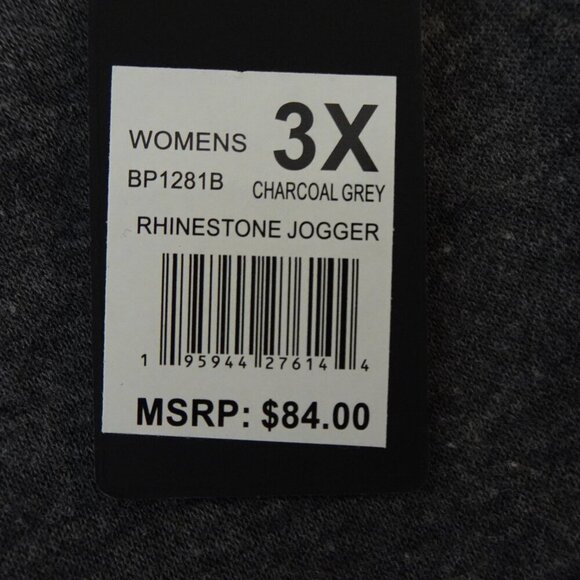 WOMENS 3X
BP1281B CHARCOAL GREY
RHINESTONE JOGGER
1 95944 27614 4
MSRP: $84.00